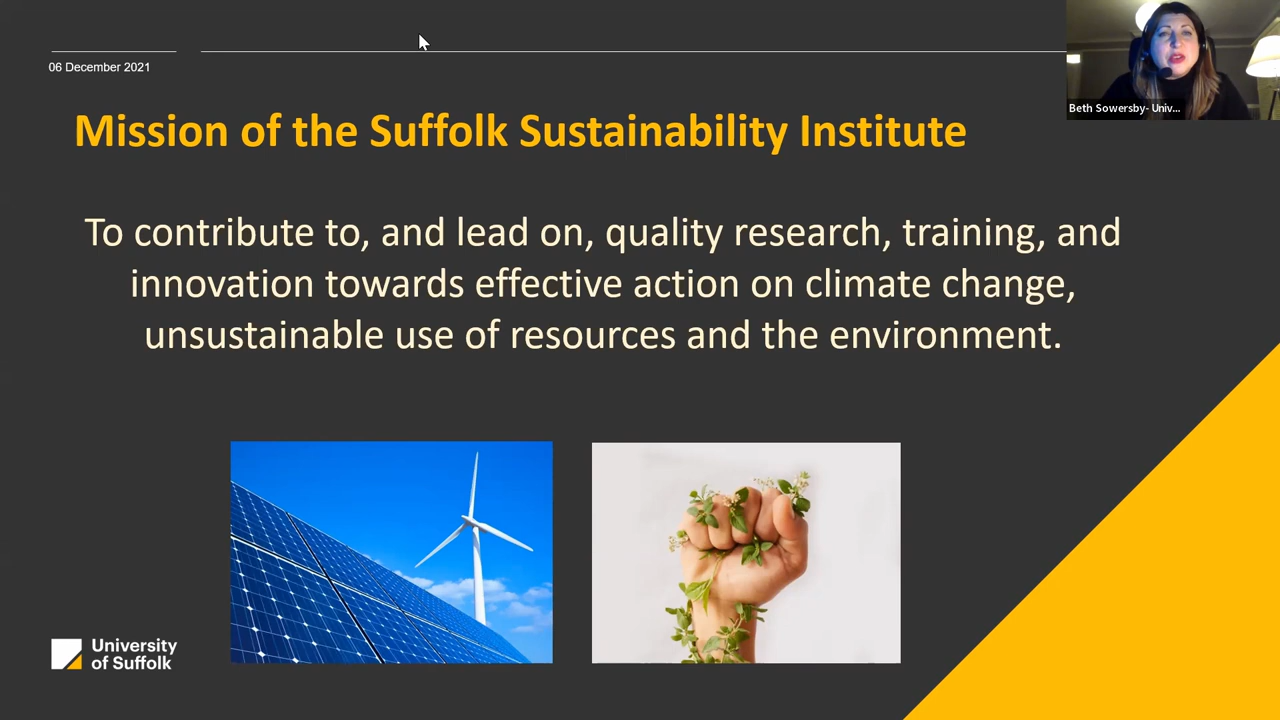 06 December 2021
Beth Sowersby- Univ...
Mission of the Suffolk Sustainability Institute
To contribute to, and lead on, quality research, training, and
innovation towards effective action on climate change,
unsustainable use of resources and the environment.
University
of Suffolk